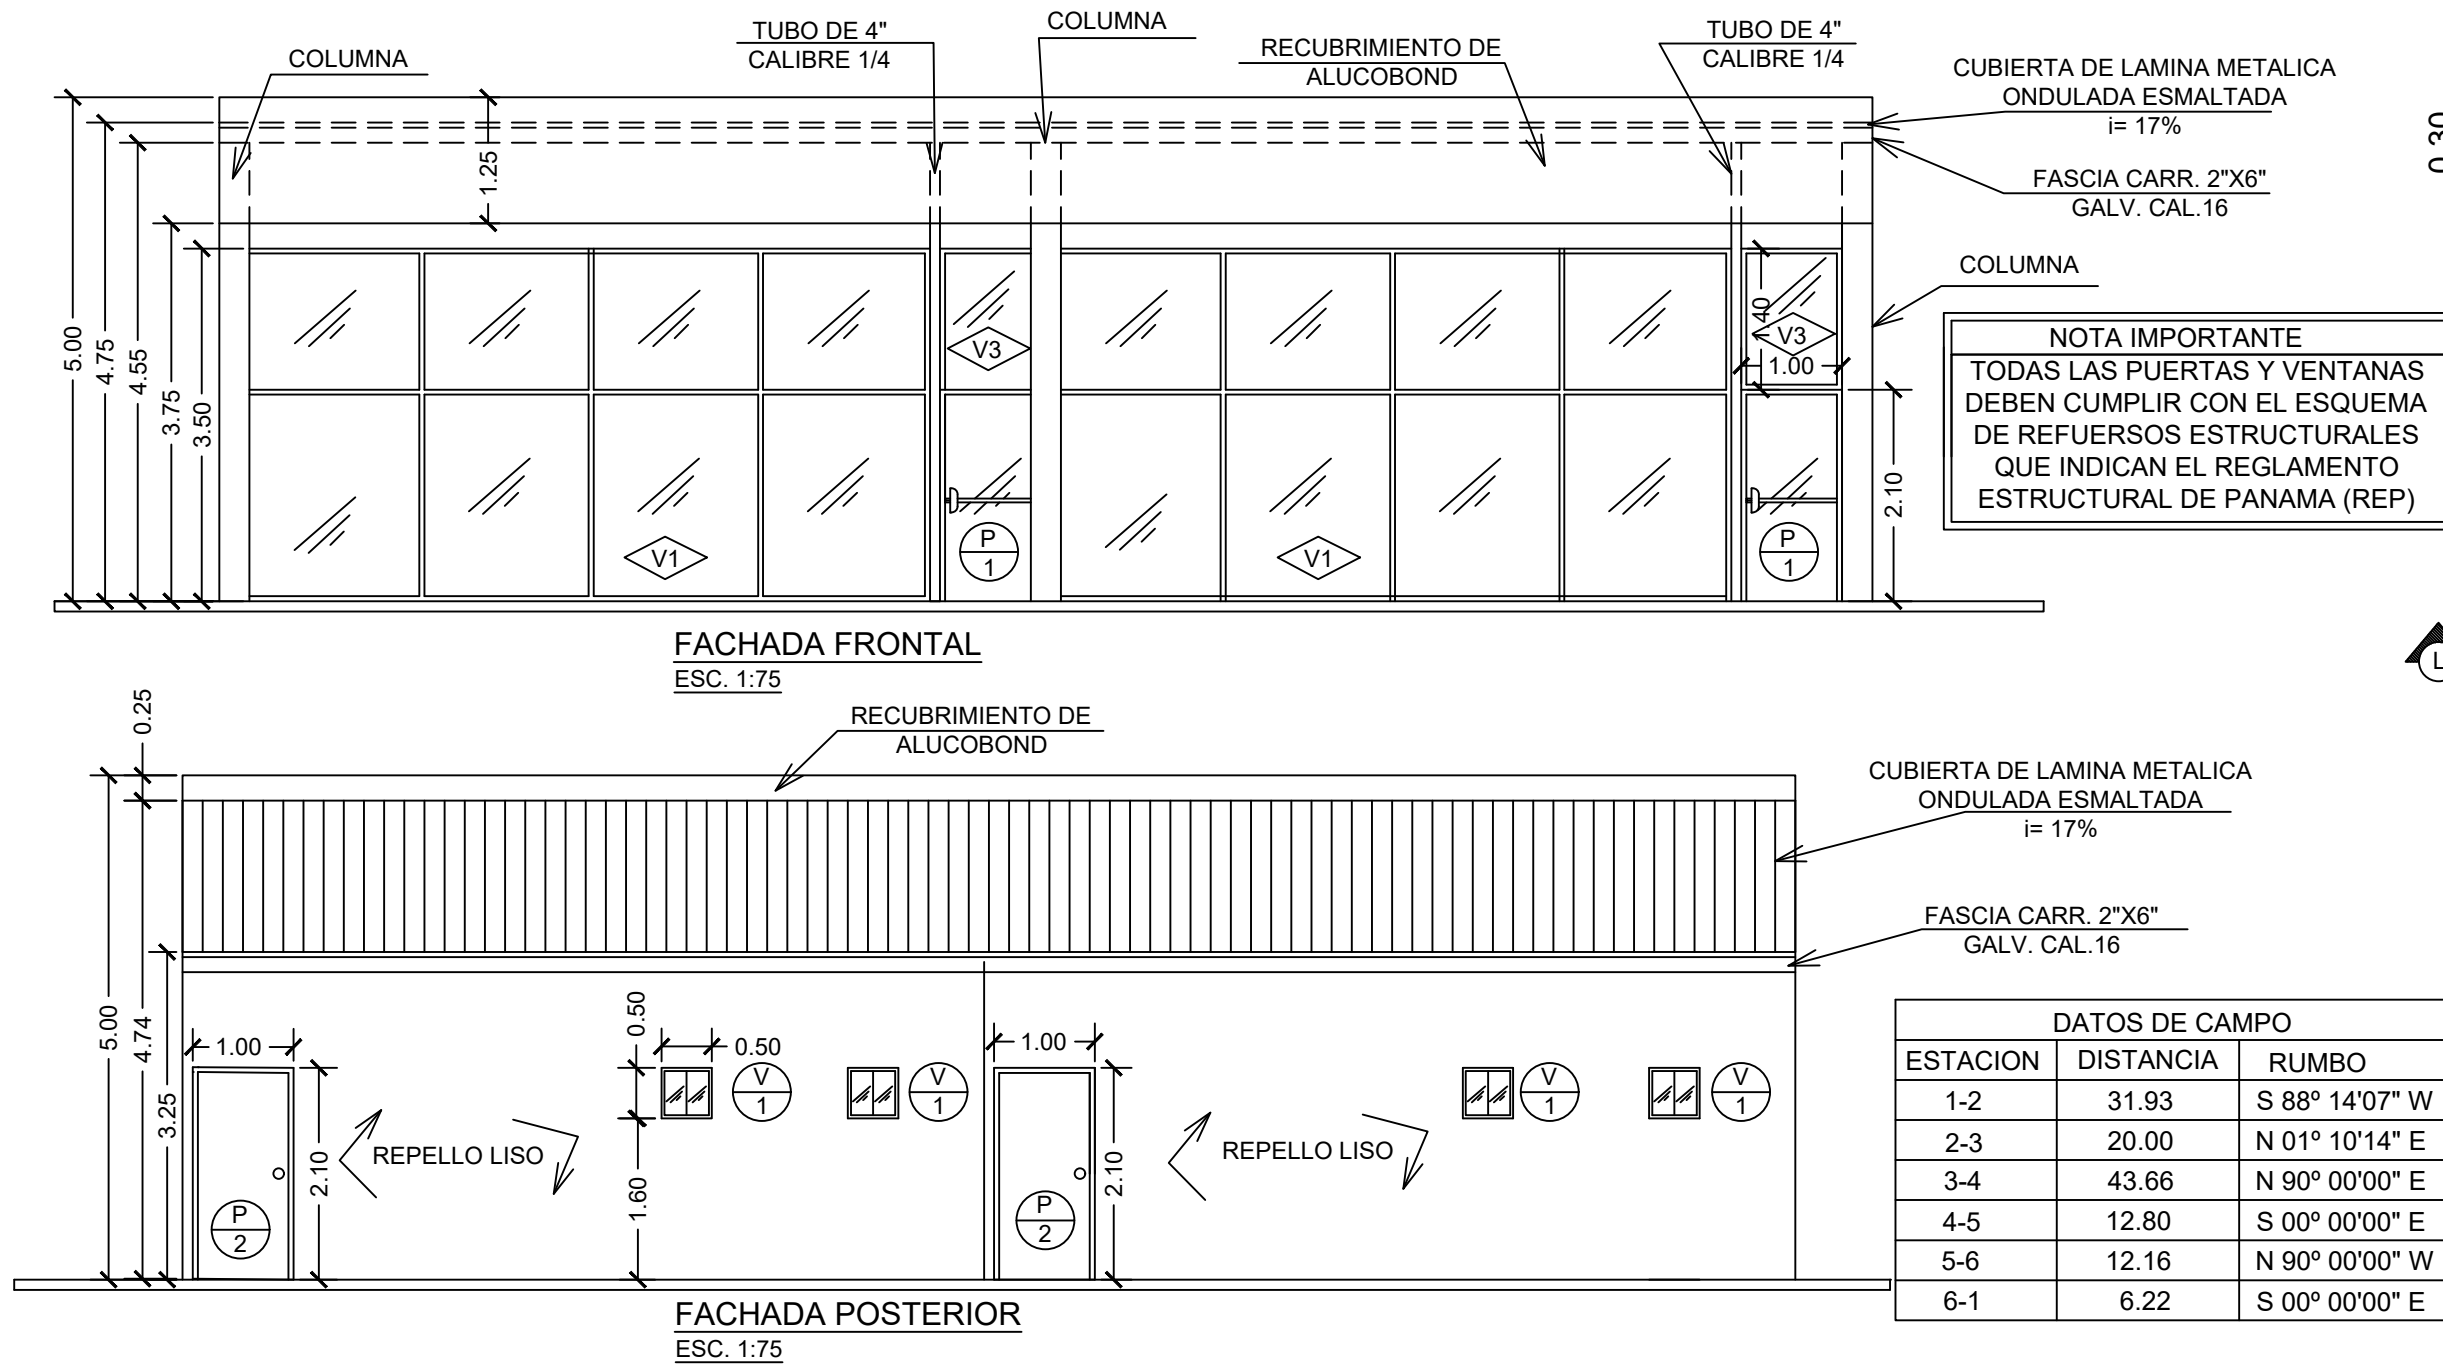 COLUMNA
TUBO DE 4"
CALIBRE 1/4
COLUMNA
RECUBRIMIENTO DE
ALUCOBOND
TUBO DE 4"
CALIBRE 1/4
CUBIERTA DE LAMINA METALICA
ONDULADA ESMALTADA
i= 17%
FASCIA CARR. 2"X6"
GALV. CAL.16
COLUMNA
0.30
1.25
5.00
4.75
4.55
3.75
3.50
V3
V1
P
1
V1
1.40
V3
1.00
P
1
2.10
NOTA IMPORTANTE
TODAS LAS PUERTAS Y VENTANAS
DEBEN CUMPLIR CON EL ESQUEMA
DE REFUERSOS ESTRUCTURALES
QUE INDICAN EL REGLAMENTO
ESTRUCTURAL DE PANAMA (REP)
FACHADA FRONTAL
ESC. 1:75
L
0.25
RECUBRIMIENTO DE
ALUCOBOND
CUBIERTA DE LAMINA METALICA
ONDULADA ESMALTADA
i= 17%
FASCIA CARR. 2"X6"
GALV. CAL.16
5.00
4.74
3.25
1.00
2.10
P
2
REPELLO LISO
0.50
0.50
1.60
V
1
V
1
1.00
2.10
P
2
REPELLO LISO
V
1
V
1
FACHADA POSTERIOR
ESC. 1:75
DATOS DE CAMPO
ESTACION DISTANCIA RUMBO
1-2 31.93 S 88º 14'07" W
2-3 20.00 N 01º 10'14" E
3-4 43.66 N 90º 00'00" E
4-5 12.80 S 00º 00'00" E
5-6 12.16 N 90º 00'00" W
6-1 6.22 S 00º 00'00" E